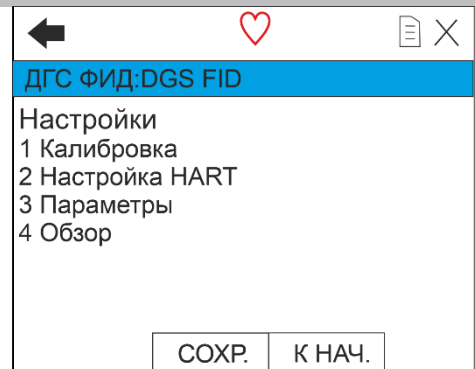 ДГС ФИД:DGS FID
Настройки
1 Калибровка
2 Настройка HART
3 Параметры
4 Обзор
СОХР. К НАЧ.